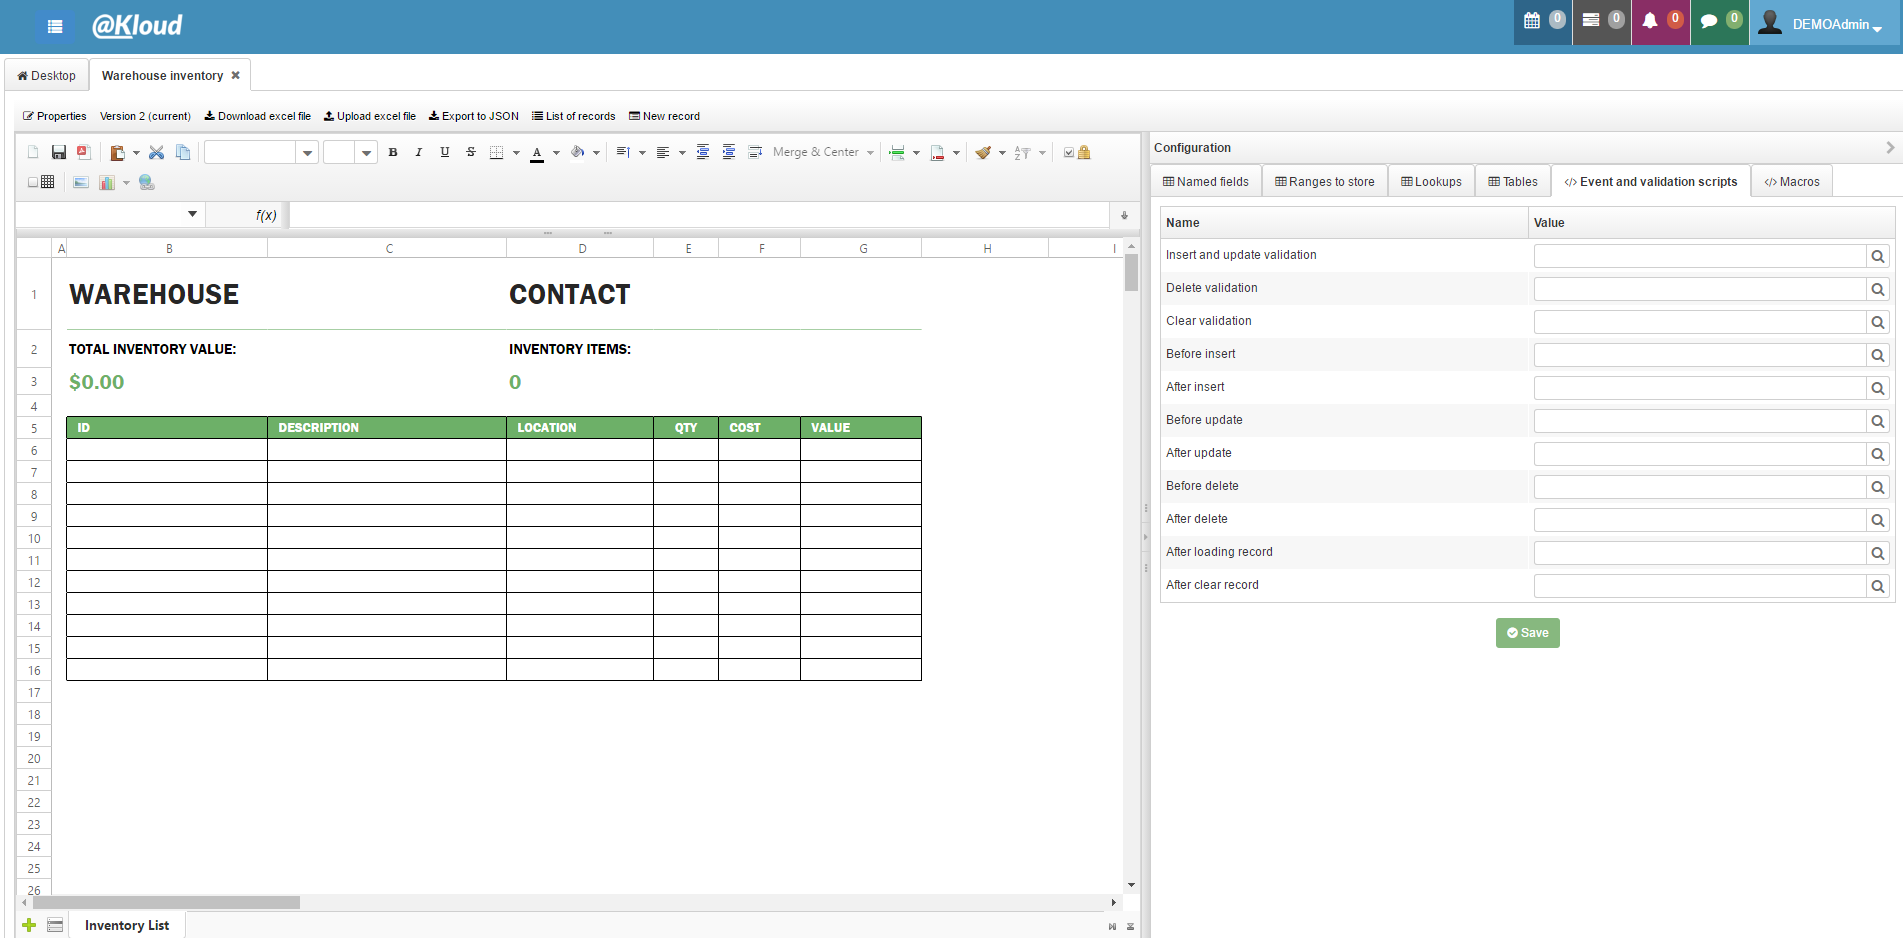 @Kloud
0 0 0 0 DEMOAdmin
Desktop Warehouse inventory
Properties Version 2 (current) Download excel file Upload excel file Export to JSON List of records New record
B I U S A Merge & Center
f(x)
A B C D E F G H I
1 WAREHOUSE CONTACT
2 TOTAL INVENTORY VALUE: INVENTORY ITEMS:
3 $0.00 0
4
5 ID DESCRIPTION LOCATION QTY COST VALUE
6
7
8
9
10
11
12
13
14
15
16
17
18
19
20
21
22
23
24
25
26
Inventory List
Configuration
Named fields Ranges to store Lookups Tables </> Event and validation scripts </> Macros
Name Value
Insert and update validation
Delete validation
Clear validation
Before insert
After insert
Before update
After update
Before delete
After delete
After loading record
After clear record
Save